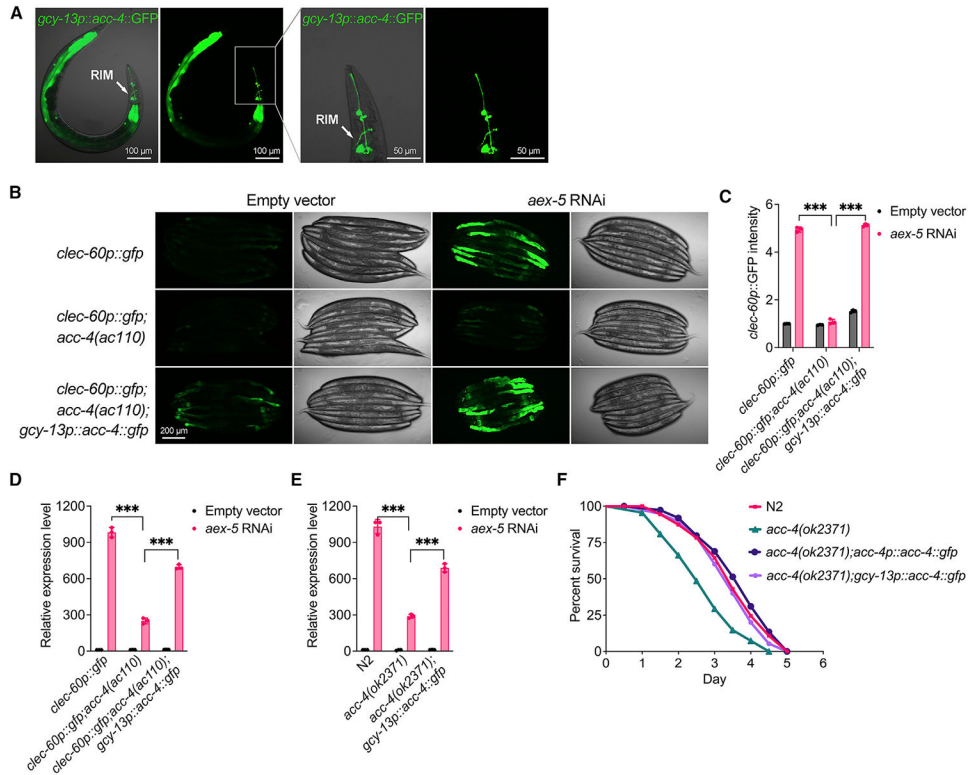 A
gcy-13p::acc-4::GFP
gcy-13p::acc-4::GFP
RIM
RIM
100 μm
100 μm
50 μm
50 μm
B
Empty vector
aex-5 RNAi
clec-60p::gfp
clec-60p::gfp;
acc-4(ac110)
clec-60p::gfp;
acc-4(ac110);
gcy-13p::acc-4::gfp
200 μm
C
clec-60p::GFP intensity
6
4
2
0
***
***
Empty vector
aex-5 RNAi
clec-60p::gfp
clec-60p::gfp;acc-4(ac110)
clec-60p::gfp;acc-4(ac110);
gcy-13p::acc-4::gfp
D
Relative expression level
1200
900
600
300
0
***
***
Empty vector
aex-5 RNAi
clec-60p::gfp
clec-60p::gfp;acc-4(ac110)
clec-60p::gfp;acc-4(ac110);
gcy-13p::acc-4::gfp
E
Relative expression level
1200
900
600
300
0
***
***
Empty vector
aex-5 RNAi
N2
acc-4(ok2371)
acc-4(ok2371);
gcy-13p::acc-4::gfp
F
Percent survival
100
75
50
25
0
0 1 2 3 4 5 6
Day
N2
acc-4(ok2371)
acc-4(ok2371);acc-4p::acc-4::gfp
acc-4(ok2371);gcy-13p::acc-4::gfp